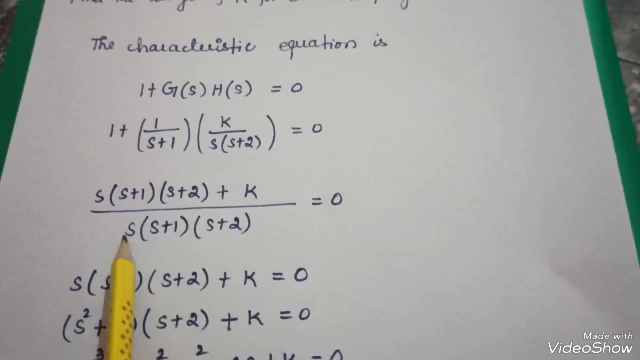 The characteristic equation is
1 + G(s) H(s) = 0
1 + (1/(s+1)) (K/(s(s+2))) = 0
(s(s+1)(s+2) + K)/(s(s+1)(s+2)) = 0
s(s )(s+2) + K = 0
(s² + )(s+2) + K = 0
Made with
VideoShow